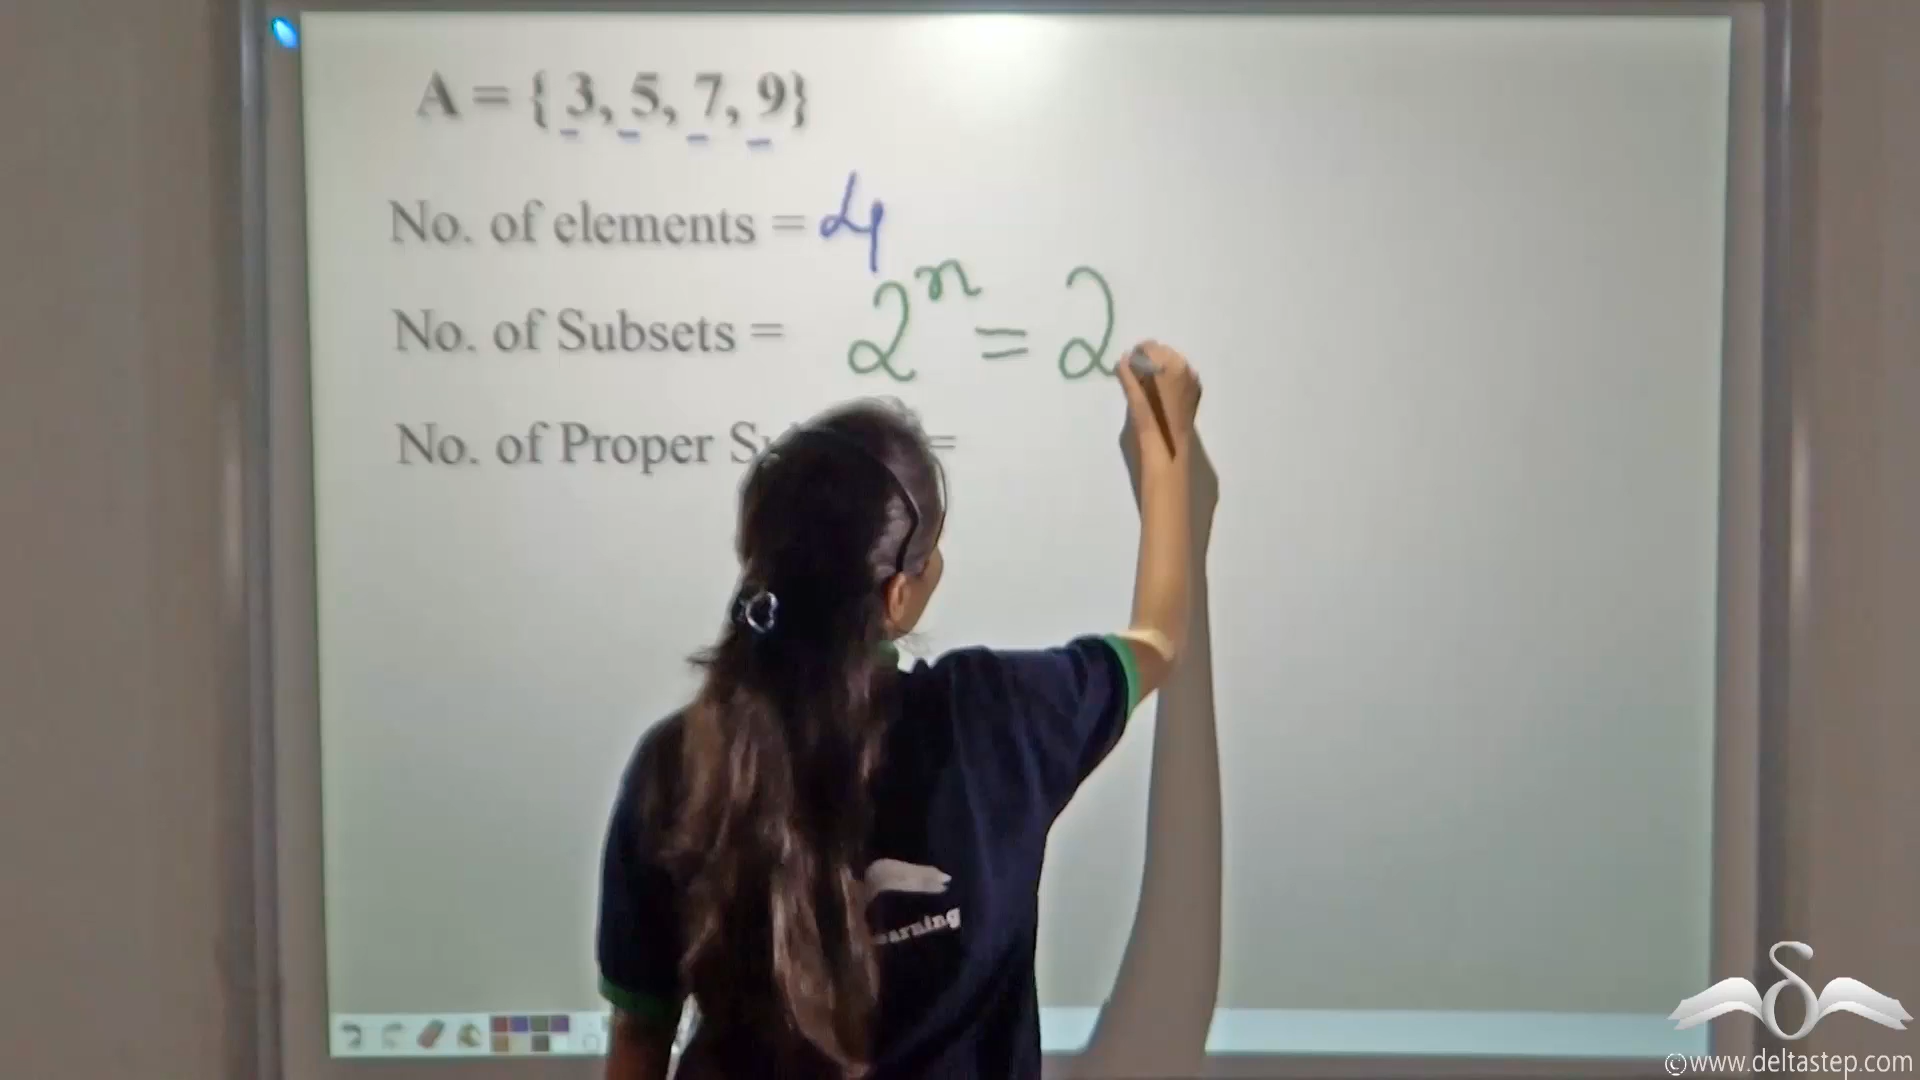 A = { 3, 5, 7, 9}
No. of elements = 4
No. of Subsets = 2ⁿ = 2
No. of Proper =
©www.deltastep.com